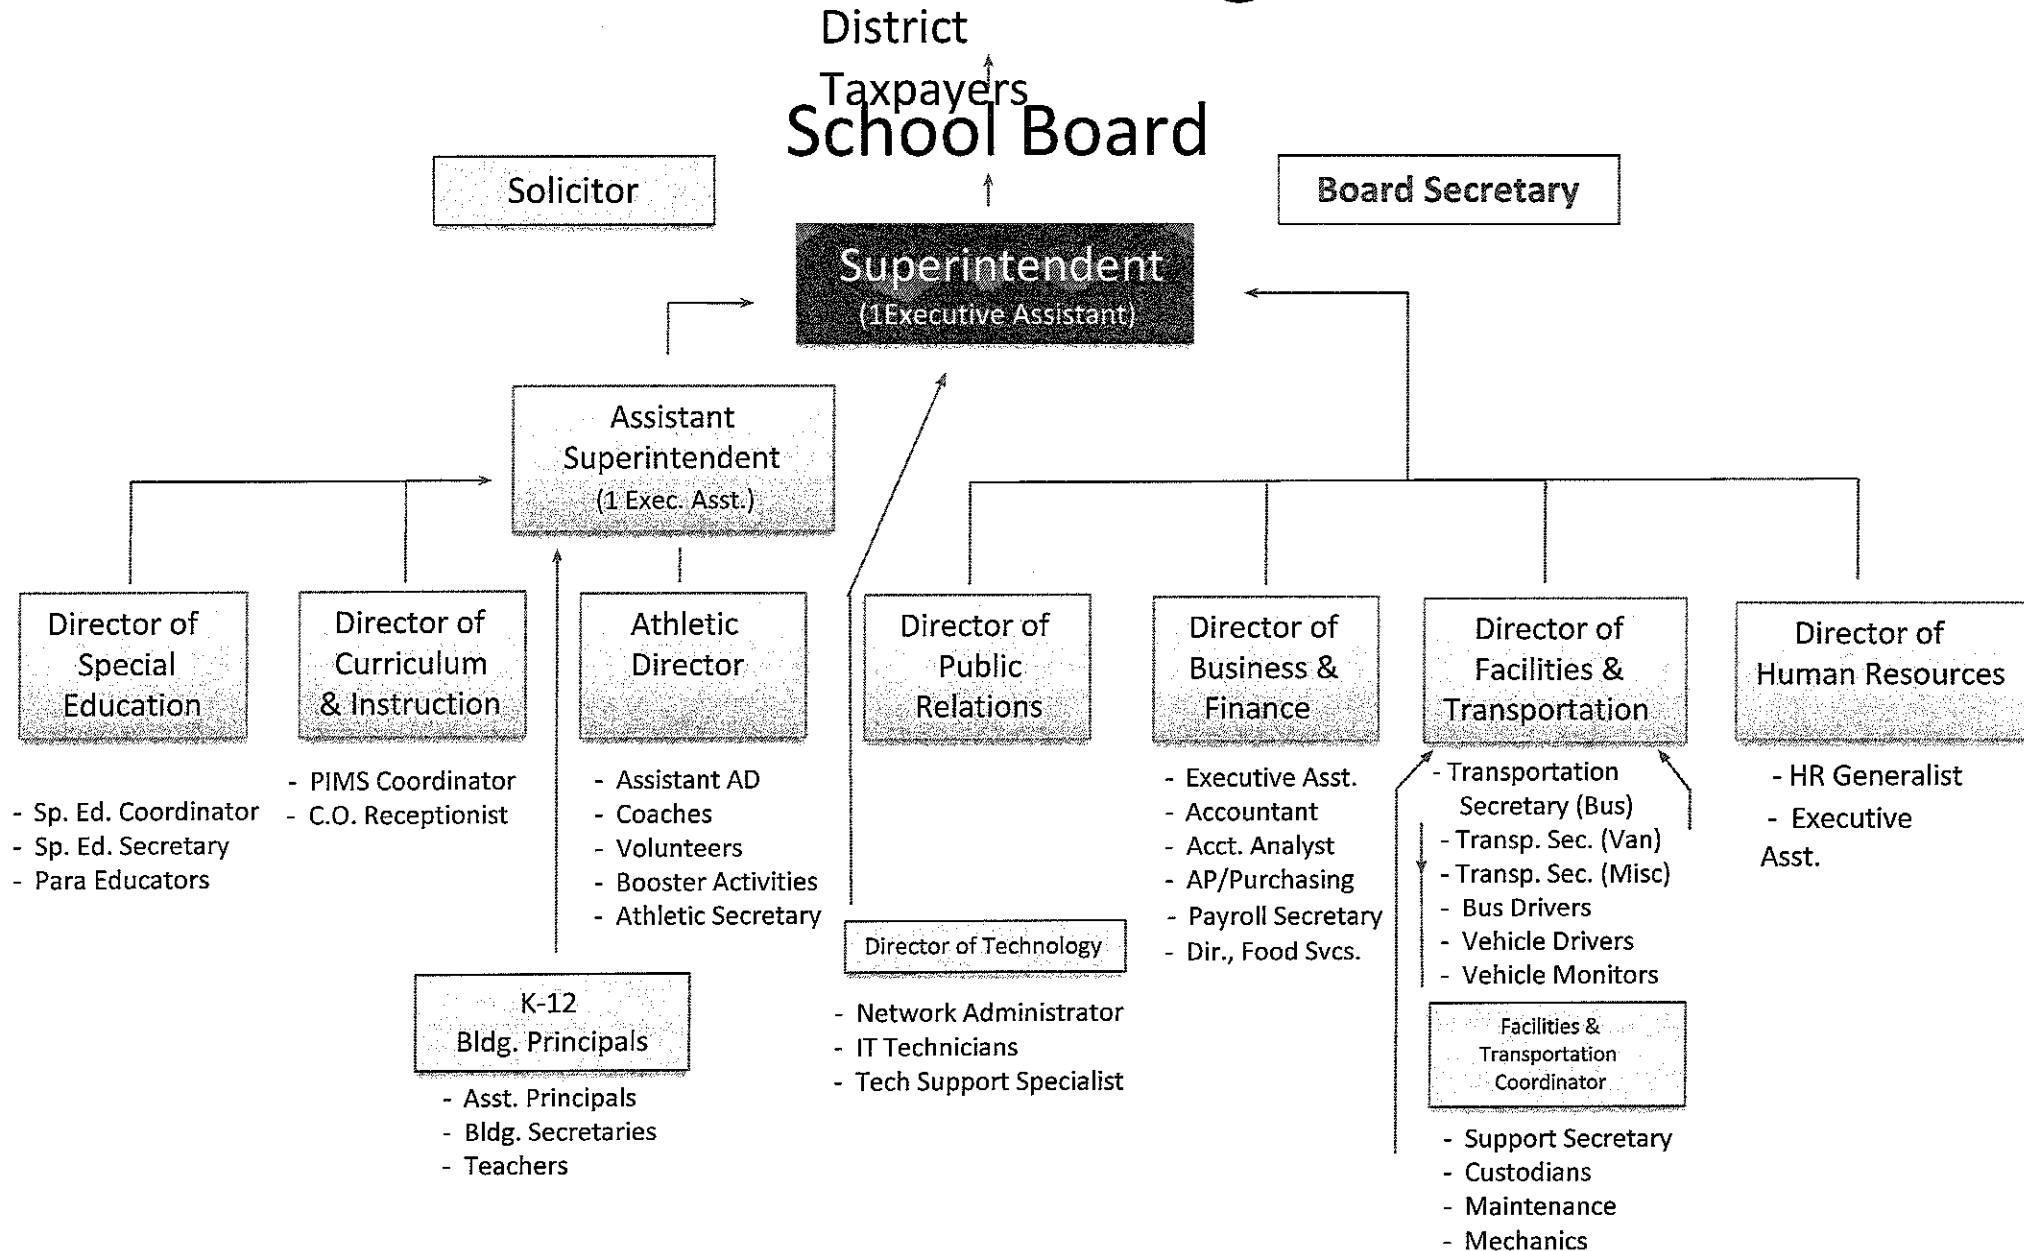 District
Taxpayers
School Board
Solicitor
Board Secretary
Superintendent
(1Executive Assistant)
Assistant
Superintendent
(1 Exec. Asst.)
Director of
Special
Education
- Sp. Ed. Coordinator
- Sp. Ed. Secretary
- Para Educators
Director of
Curriculum
& Instruction
- PIMS Coordinator
- C.O. Receptionist
Athletic
Director
- Assistant AD
- Coaches
- Volunteers
- Booster Activities
- Athletic Secretary
Director of
Public
Relations
Director of
Business &
Finance
- Executive Asst.
- Accountant
- Acct. Analyst
- AP/Purchasing
- Payroll Secretary
- Dir., Food Svcs.
Director of
Facilities &
Transportation
- Transportation
Secretary (Bus)
- Transp. Sec. (Van)
- Transp. Sec. (Misc)
- Bus Drivers
- Vehicle Drivers
- Vehicle Monitors
Director of
Human Resources
- HR Generalist
- Executive
Asst.
K-12
Bldg. Principals
- Asst. Principals
- Bldg. Secretaries
- Teachers
Director of Technology
- Network Administrator
- IT Technicians
- Tech Support Specialist
Facilities &
Transportation
Coordinator
- Support Secretary
- Custodians
- Maintenance
- Mechanics